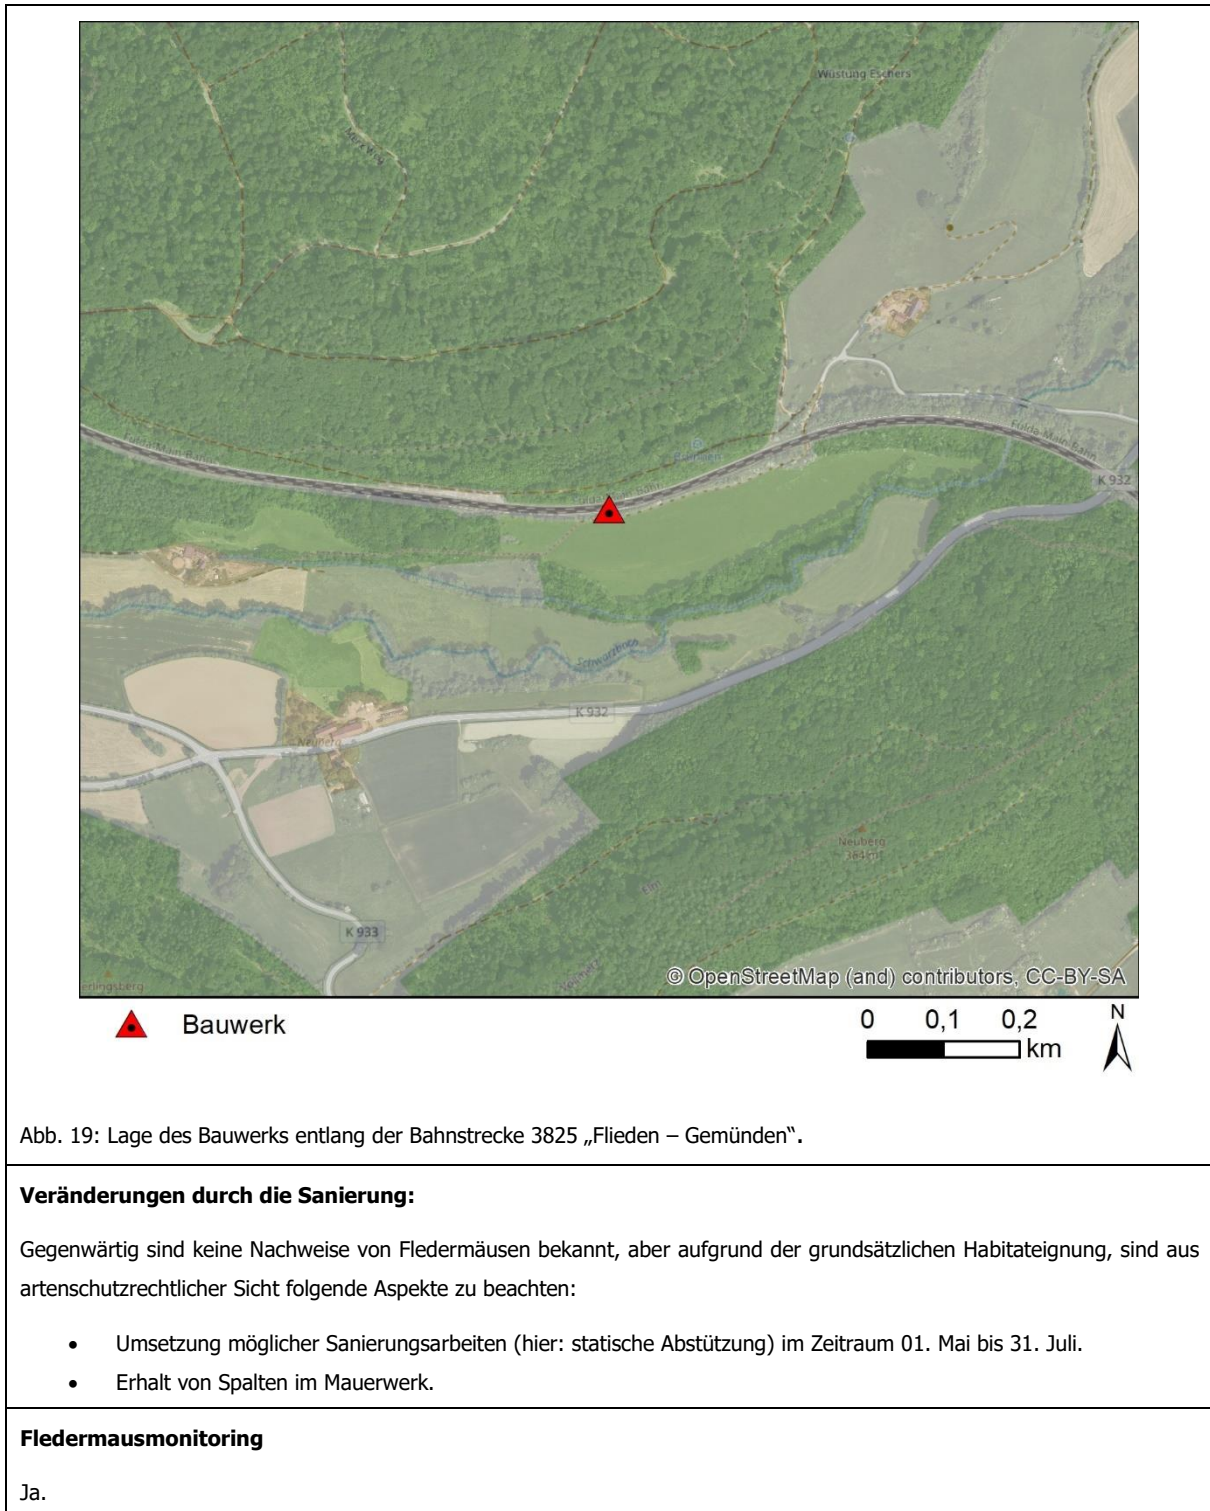 Wüstung Eschers
Merzweg
Fulda-Main-Bahn
Fulda-Main-Bahn
K 932
Schwarzbach
K 932
Neuberg
Neuberg
364 m
Elm
K 933
© OpenStreetMap (and) contributors, CC-BY-SA
Bauwerk
0 0,1 0,2
km
N
Abb. 19: Lage des Bauwerks entlang der Bahnstrecke 3825 „Flieden – Gemünden“.
Veränderungen durch die Sanierung:
Gegenwärtig sind keine Nachweise von Fledermäusen bekannt, aber aufgrund der grundsätzlichen Habitateignung, sind aus
artenschutzrechtlicher Sicht folgende Aspekte zu beachten:
• Umsetzung möglicher Sanierungsarbeiten (hier: statische Abstützung) im Zeitraum 01. Mai bis 31. Juli.
• Erhalt von Spalten im Mauerwerk.
Fledermausmonitoring
Ja.